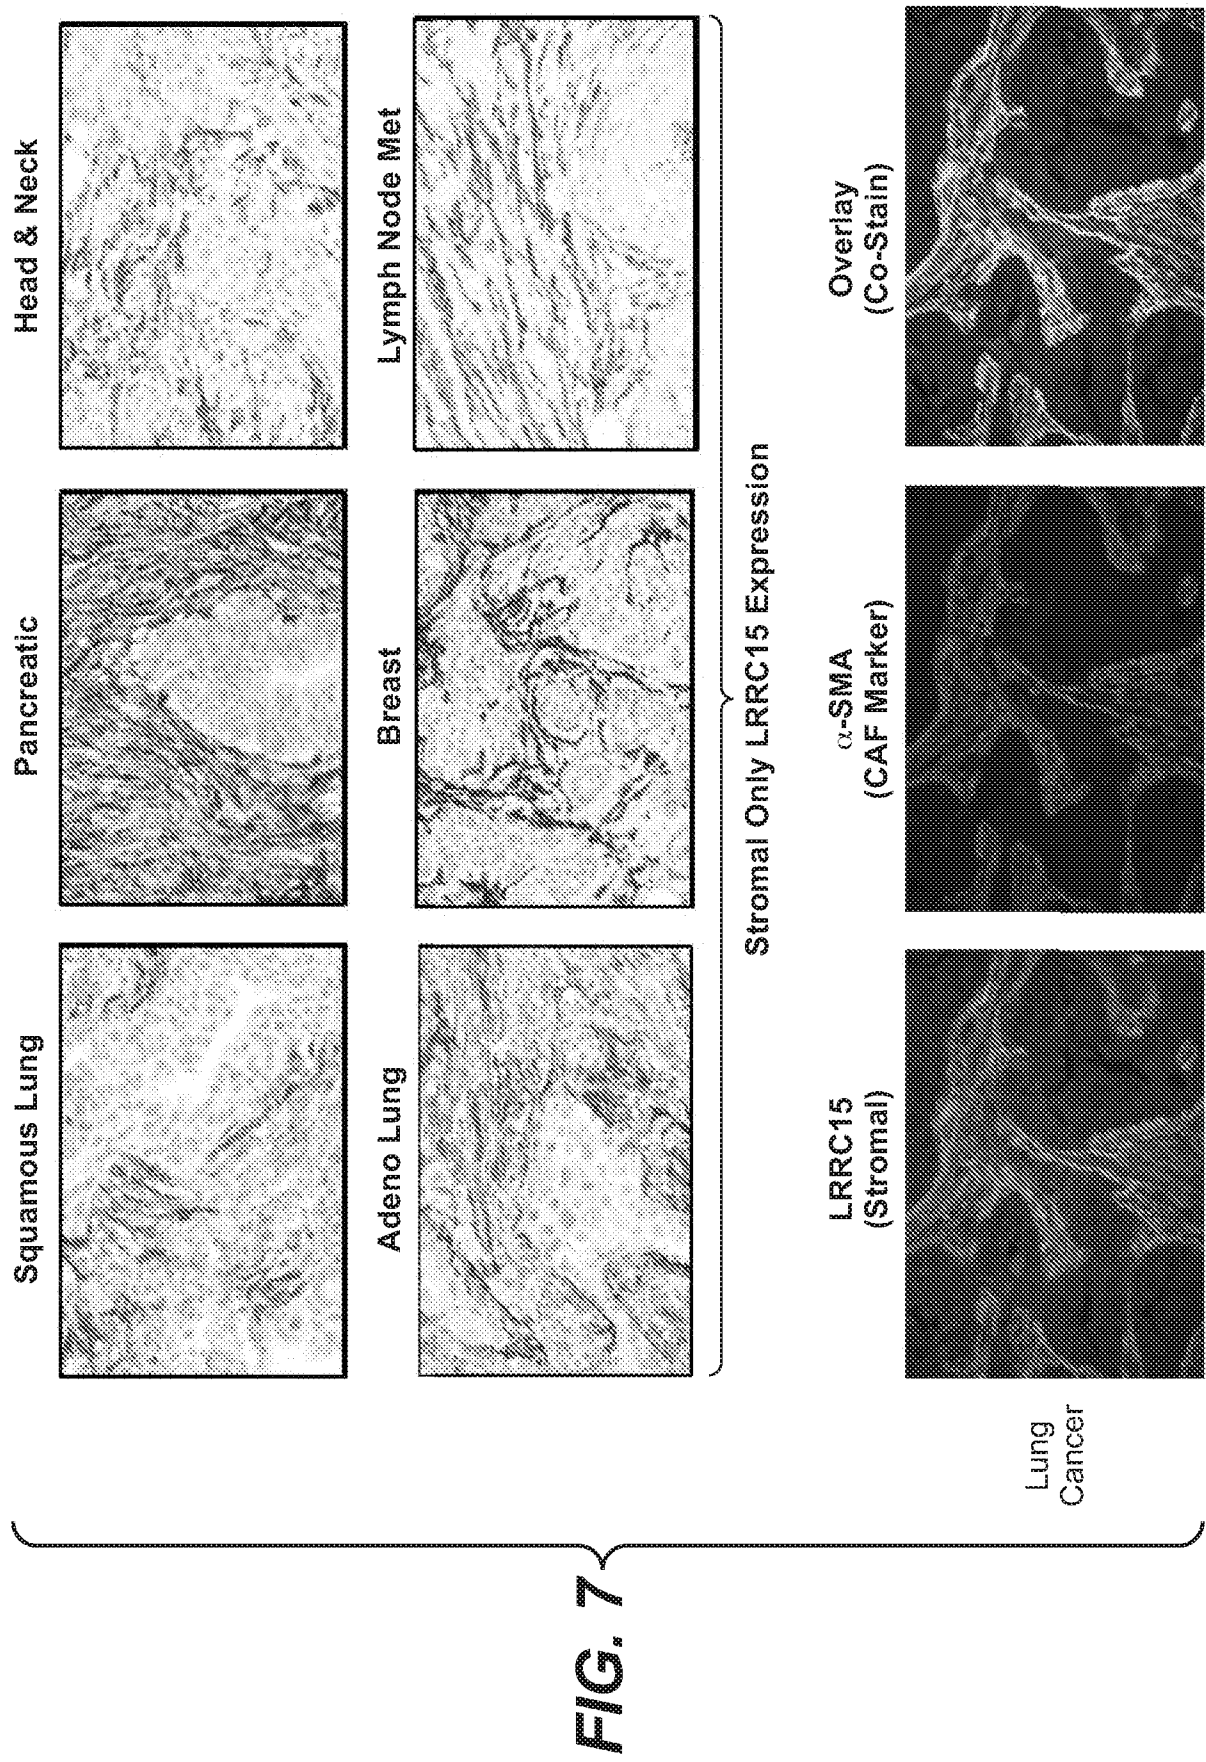 Squamous Lung
Pancreatic
Head & Neck
Adeno Lung
Breast
Lymph Node Met
Stromal Only LRRC15 Expression
LRRC15
(Stromal)
α-SMA
(CAF Marker)
Overlay
(Co-Stain)
Lung
Cancer
FIG. 7